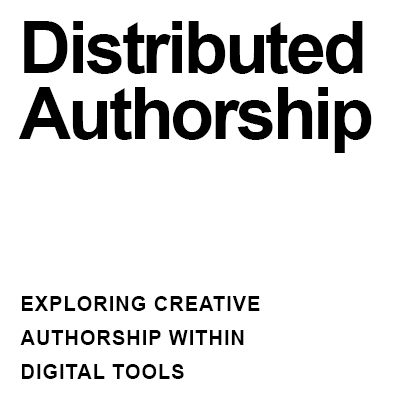 Distributed
Authorship
EXPLORING CREATIVE
AUTHORSHIP WITHIN
DIGITAL TOOLS